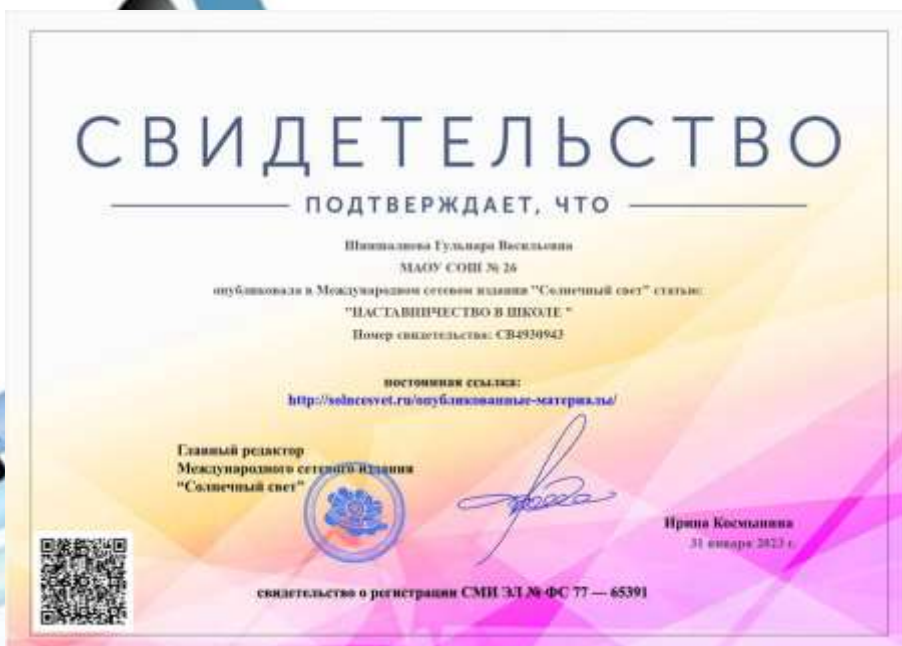 СВИДЕТЕЛЬСТВО
ПОДТВЕРЖДАЕТ, ЧТО
Гульнара Васильевна
МАОУ СОШ № 26
опубликовала в Международном сетевом издании "Солнечный свет" статью:
"НАСТАВНИЧЕСТВО В ШКОЛЕ "
Номер свидетельства: СВ4930943
постоянная ссылка:
http://solncesvet.ru/опубликованные-материалы/
Главный редактор
Международного сетевого издания
"Солнечный свет"
Ирина Космынина
31 января 2023 г.
свидетельство о регистрации СМИ ЭЛ № ФС 77 — 65391